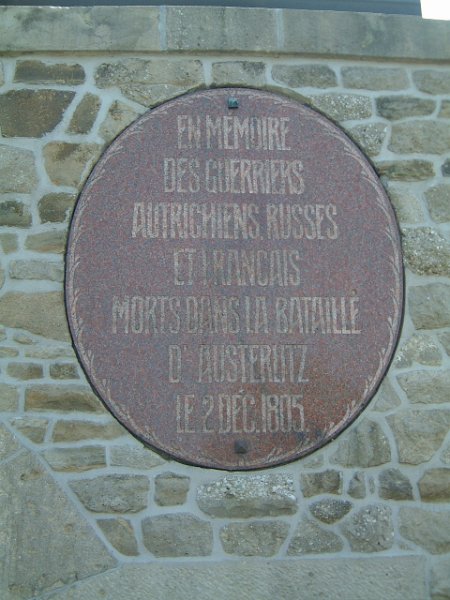 EN MÉMOIRE
DES GUERRIERS
AUTRICHIENS, RUSSES
ET FRANÇAIS
MORTS DANS LA BATAILLE
D'AUSTERLITZ
LE 2 DÉC. 1805.